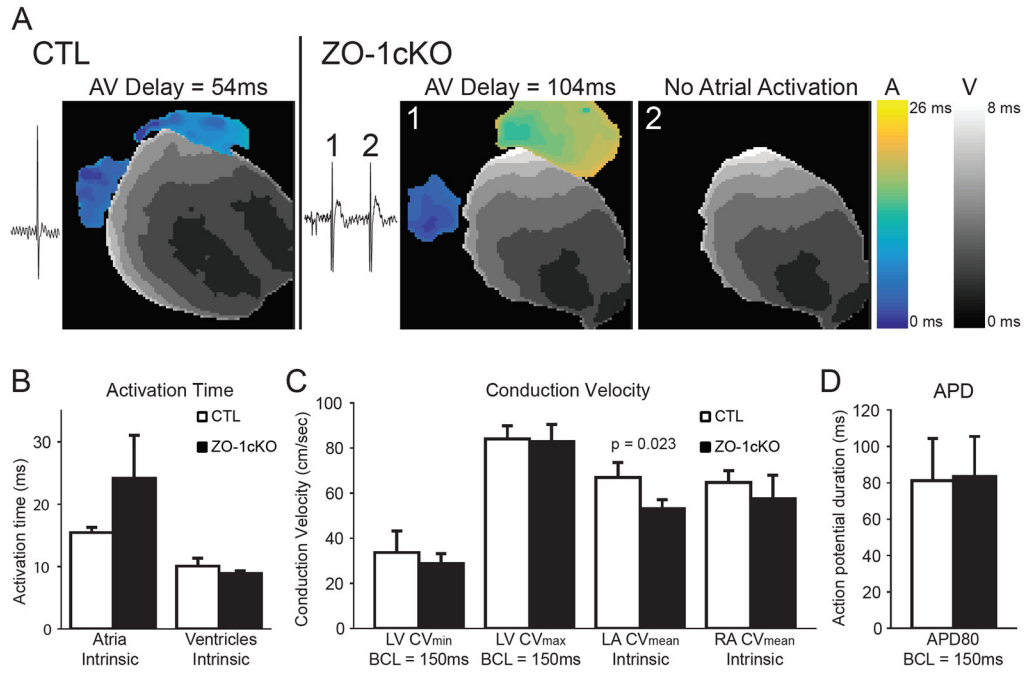 A
CTL
ZO-1cKO
AV Delay = 54ms
AV Delay = 104ms
No Atrial Activation
A
V
1
2
1
2
26 ms
8 ms
0 ms
0 ms
B
Activation Time
CTL
ZO-1cKO
Activation time (ms)
30
20
10
0
Atria
Intrinsic
Ventricles
Intrinsic
C
Conduction Velocity
CTL
ZO-1cKO
p = 0.023
Conduction Velocity (cm/sec)
100
80
60
40
20
0
LV CVmin
BCL = 150ms
LV CVmax
BCL = 150ms
LA CVmean
Intrinsic
RA CVmean
Intrinsic
D
APD
Action potential duration (ms)
120
100
80
60
40
20
0
APD80
BCL = 150ms